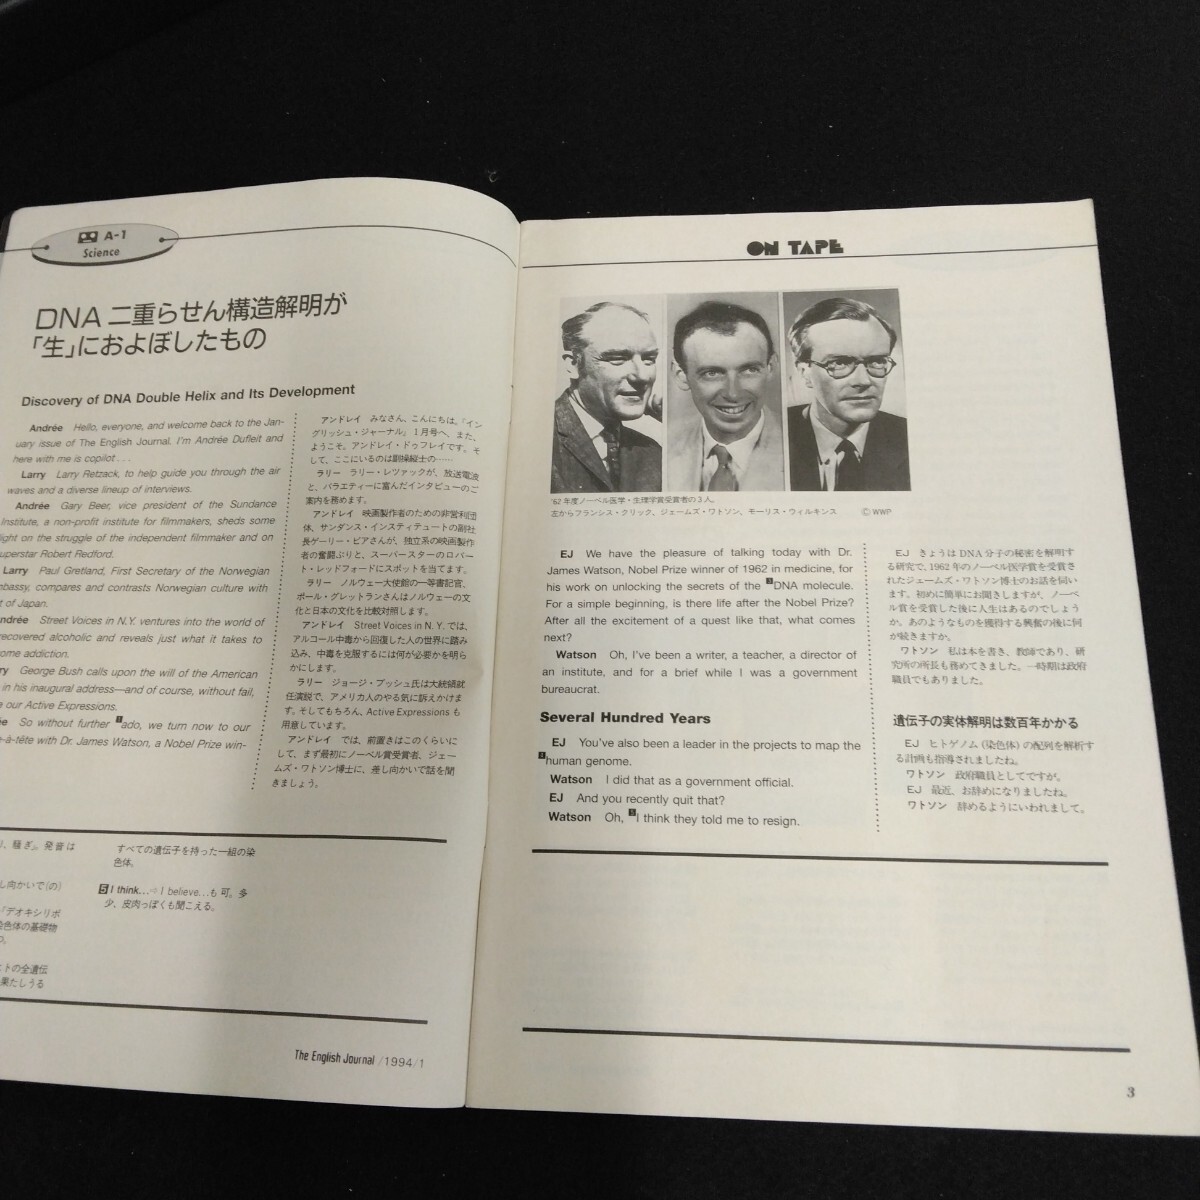 A-1
Science
DNA 二重らせん構造解明が
「生」におよぼしたもの
Discovery of DNA Double Helix and Its Development
Andrée Hello, everyone, and welcome back to the Jan-
uary issue of The English Journal. I'm Andrée Dufleit and
here with me is copilot . . .
Larry Larry Retzack, to help guide you through the air
waves and a diverse lineup of interviews.
Andrée Gary Beer, vice president of the Sundance
Institute, a non-profit institute for filmmakers, sheds some
light on the struggle of the independent filmmaker and on
uperstar Robert Redford.
Larry Paul Gretland, First Secretary of the Norwegian
mbassy, compares and contrasts Norwegian culture with
t of Japan.
ndrée Street Voices in N.Y. ventures into the world of
recovered alcoholic and reveals just what it takes to
ome addiction.
ry George Bush calls upon the will of the American
in his inaugural address—and of course, without fail,
our Active Expressions.
ée So without further 1ado, we turn now to our
e-à-tête with Dr. James Watson, a Nobel Prize win-
アンドレイ みなさん、こんにちは。「イン
グリッシュ・ジャーナル」1月号へ、また、
ようこそ。アンドレイ・ドゥフレイです。そ
して、ここにいるのは副操縦士の……
ラリー ラリー・レツァックが、放送電波
と、バラエティーに富んだインタビューのご
案内を務めます。
アンドレイ 映画製作者のための非営利団
体、サンダンス・インスティテュートの副社
長ゲーリー・ビアさんが、独立系の映画製作
者の奮闘ぶりと、スーパースターのロバー
ト・レッドフォードにスポットを当てます。
ラリー ノルウェー大使館の一等書記官、
ポール・グレットランさんはノルウェーの文
化と日本の文化を比較対照します。
アンドレイ Street Voices in N. Y. では、
アルコール中毒から回復した人の世界に踏み
込み、中毒を克服するには何が必要かを明ら
かにします。
ラリー ジョージ・ブッシュ氏は大統領就
任演説で、アメリカ人のやる気に訴えかけま
す。そしてもちろん、Active Expressions も
用意しています。
アンドレイ では、前置きはこのくらいに
して、まず最初にノーベル賞受賞者、ジェー
ムズ・ワトソン博士に、差し向かいで話を聞
きましょう。
、騒ぎ」。発音は
し向かいで(の)
「デオキシリボ
色体の基礎物
ヒトの全遺伝
果たしうる
すべての遺伝子を持った一組の染
色体。
5 I think...⇨I believe...も可。多
少、皮肉っぽくも聞こえる。
The English Journal /1994/1
ON TAPE
'62年度ノーベル医学・生理学賞受賞者の3人。
左からフランシス・クリック、ジェームズ・ワトソン、モーリス・ウィルキンス ©WWP
EJ We have the pleasure of talking today with Dr.
James Watson, Nobel Prize winner of 1962 in medicine, for
his work on unlocking the secrets of the 3DNA molecule.
For a simple beginning, is there life after the Nobel Prize?
After all the excitement of a quest like that, what comes
next?
Watson Oh, I've been a writer, a teacher, a director of
an institute, and for a brief while I was a government
bureaucrat.
Several Hundred Years
EJ You've also been a leader in the projects to map the
human genome.
Watson I did that as a government official.
EJ And you recently quit that?
Watson Oh, 5I think they told me to resign.
EJ きょうは DNA 分子の秘密を解明す
る研究で、1962 年のノーベル医学賞を受賞さ
れたジェームズ・ワトソン博士のお話を伺い
ます。初めに簡単にお聞きしますが、ノーベ
ル賞を受賞した後に人生はあるのでしょう
か。あのようなものを獲得する興奮の後に何
が続きますか。
ワトソン 私は本を書き、教師であり、研
究所の所長も務めてきました。一時期は政府
職員でもありました。
遺伝子の実体解明は数百年かかる
EJ ヒトゲノム(染色体)の配列を解析す
る計画も指導されましたね。
ワトソン 政府職員としてですが。
EJ 最近、お辞めになりましたね。
ワトソン 辞めるようにいわれまして。
3